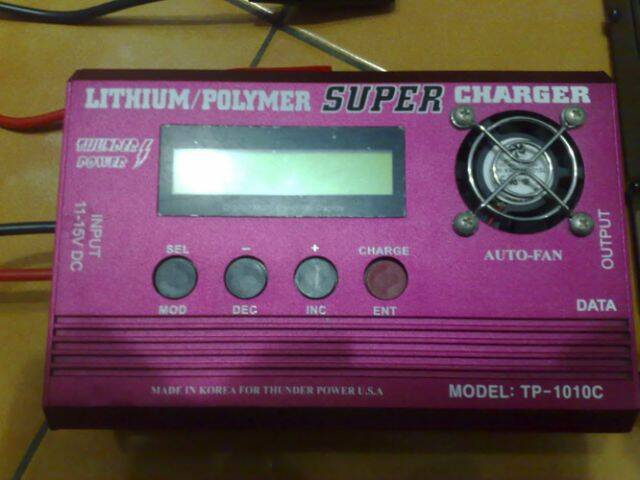 LITHIUM/POLYMER SUPER CHARGER
THUNDER
POWER
INPUT
11-15V DC
SEL
MOD
−
DEC
+
INC
CHARGE
ENT
AUTO-FAN
OUTPUT
DATA
MADE IN KOREA FOR THUNDER POWER U.S.A
MODEL: TP-1010C